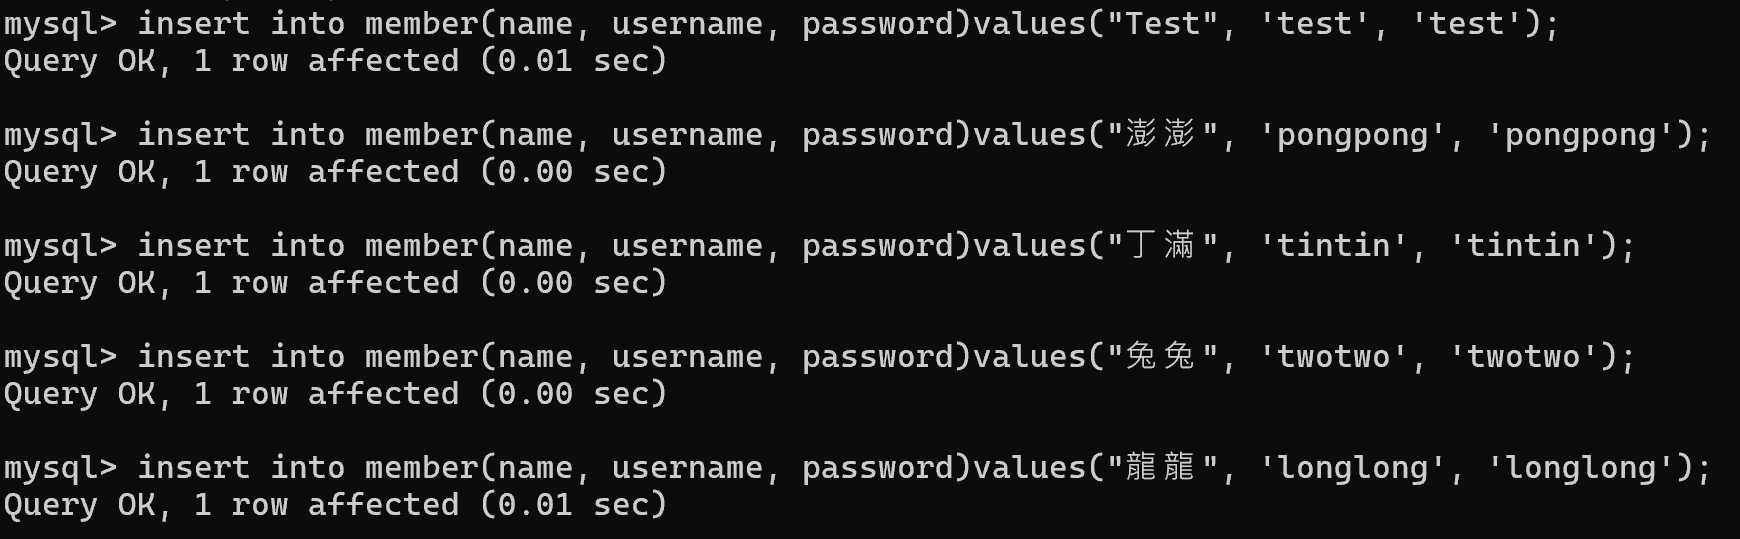 mysql> insert into member(name, username, password)values("Test", 'test', 'test');
Query OK, 1 row affected (0.01 sec)
mysql> insert into member(name, username, password)values("澎澎", 'pongpong', 'pongpong');
Query OK, 1 row affected (0.00 sec)
mysql> insert into member(name, username, password)values("丁滿", 'tintin', 'tintin');
Query OK, 1 row affected (0.00 sec)
mysql> insert into member(name, username, password)values("兔兔", 'twotwo', 'twotwo');
Query OK, 1 row affected (0.00 sec)
mysql> insert into member(name, username, password)values("龍龍", 'longlong', 'longlong');
Query OK, 1 row affected (0.01 sec)